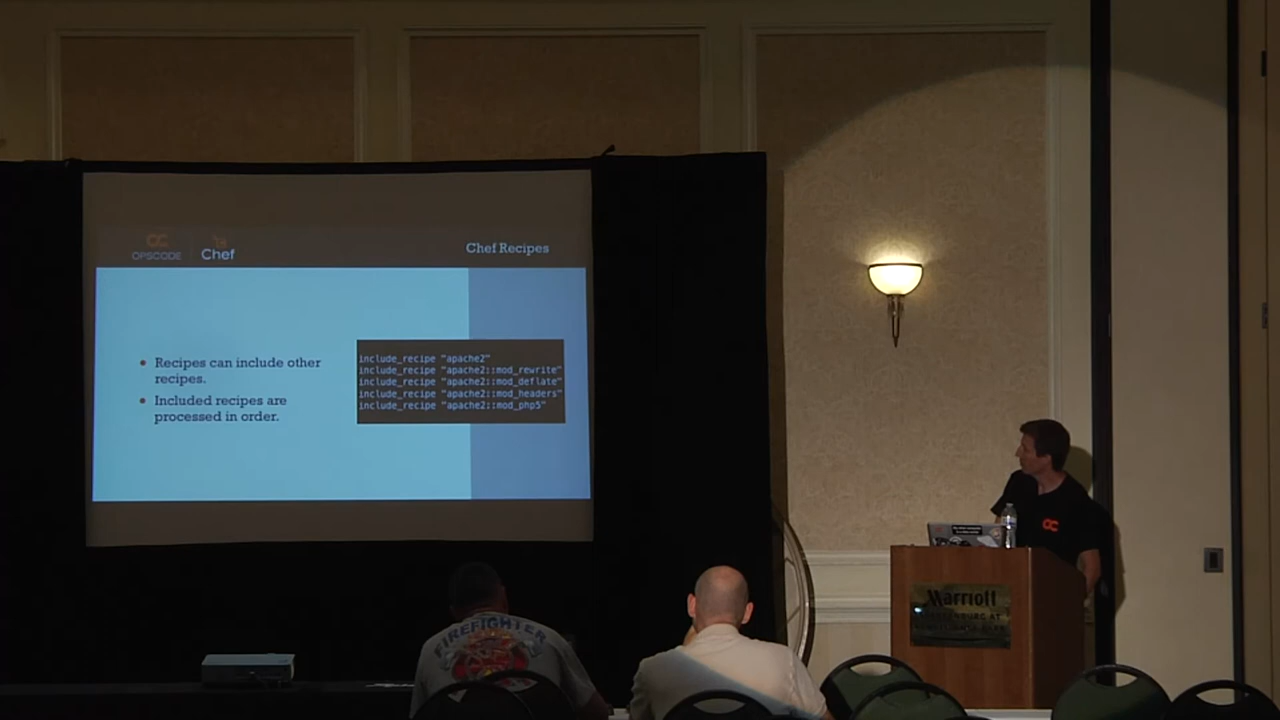 OPSCODE
Chef
Chef Recipes
• Recipes can include other
recipes.
• Included recipes are
processed in order.
include_recipe "apache2"
include_recipe "apache2::mod_rewrite"
include_recipe "apache2::mod_deflate"
include_recipe "apache2::mod_headers"
include_recipe "apache2::mod_php5"
FIREFIGHTER
Marriott